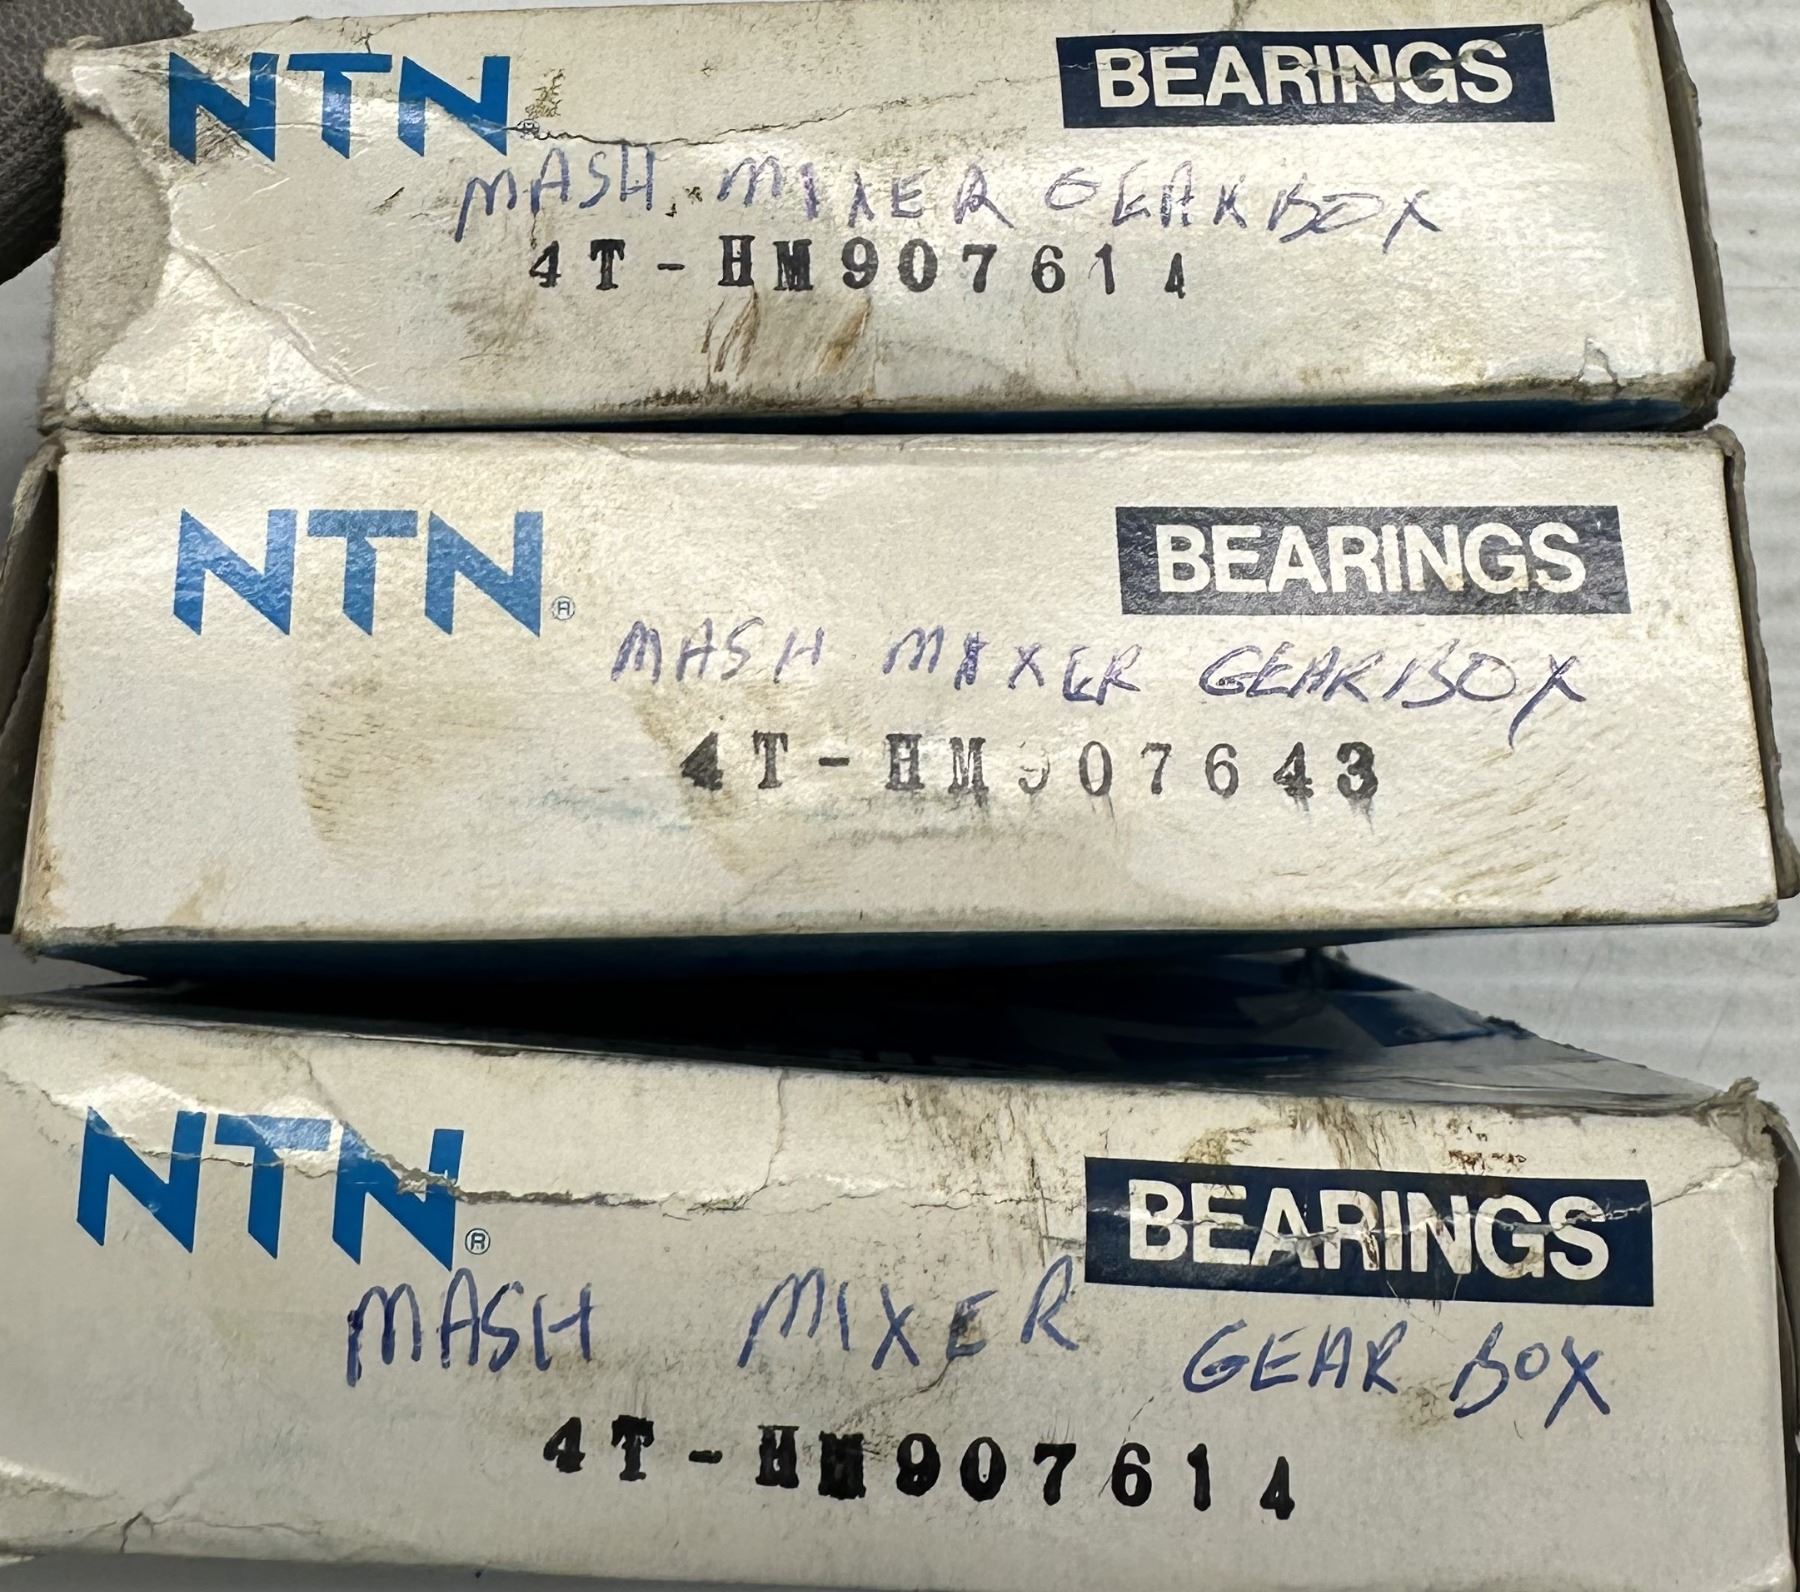 NTN® BEARINGS
MASH MIXER GEARBOX
4T-HM907614
NTN® BEARINGS
MASH MIXER GEARBOX
4T-HM907643
NTN® BEARINGS
MASH MIXER GEAR BOX
4T-HM907614